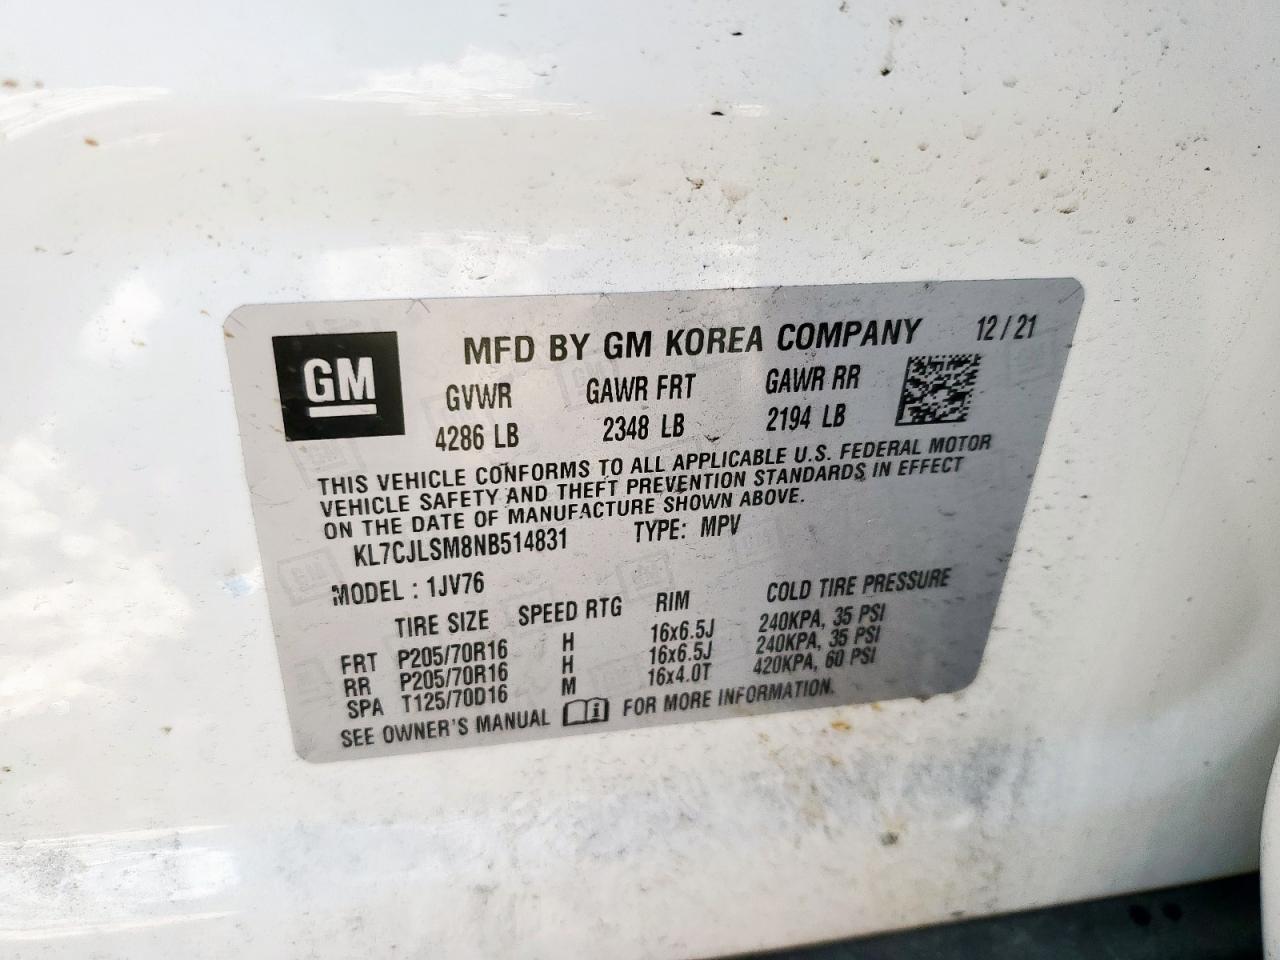 GM
MFD BY GM KOREA COMPANY 12/21
GVWR GAWR FRT GAWR RR
4286 LB 2348 LB 2194 LB
THIS VEHICLE CONFORMS TO ALL APPLICABLE U.S. FEDERAL MOTOR
VEHICLE SAFETY AND THEFT PREVENTION STANDARDS IN EFFECT
ON THE DATE OF MANUFACTURE SHOWN ABOVE.
KL7CJLSM8NB514831 TYPE: MPV
MODEL : 1JV76
TIRE SIZE SPEED RTG RIM COLD TIRE PRESSURE
FRT P205/70R16 H 16x6.5J 240KPA, 35 PSI
RR P205/70R16 H 16x6.5J 240KPA, 35 PSI
SPA T125/70D16 M 16x4.0T 420KPA, 60 PSI
SEE OWNER'S MANUAL i FOR MORE INFORMATION.